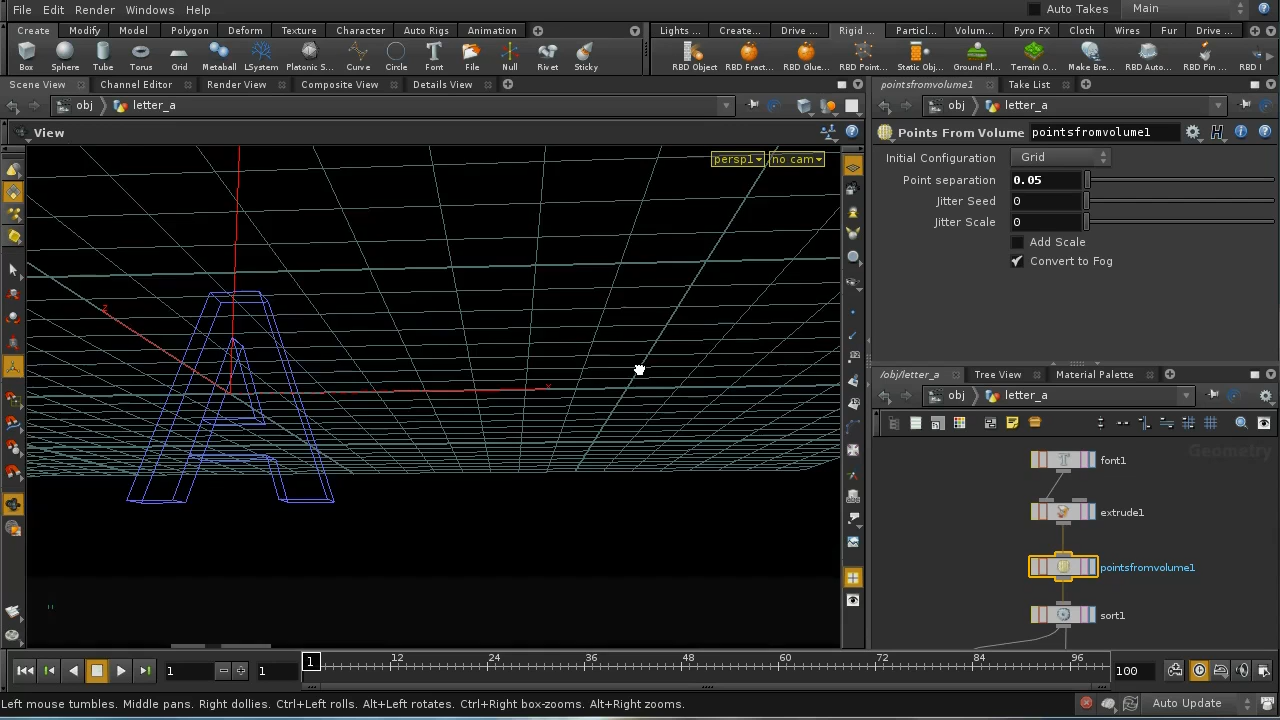 File Edit Render Windows Help Auto Takes Main
Create Modify Model Polygon Deform Texture Character Auto Rigs Animation Lights ... Create... Drive ... Rigid ... Particl... Volum... Pyro FX Cloth Wires Fur Drive ...
Box Sphere Tube Torus Grid Metaball LSystem Platonic Curve Circle Font File Null Rivet Sticky RBD Object RBD Fract... RBD Glue... RBD Point... Static Obj... Ground Pl... Terrain O... Make Bre... RBD Auto... RBD Pin ... RBD
Scene View Channel Editor Render View Composite View Details View pointsfromvolume1 Take List
obj letter_a obj letter_a
View
Points From Volume pointsfromvolume1
persp1 no cam
Initial Configuration Grid
Point separation 0.05
Jitter Seed 0
Jitter Scale 0
Add Scale
Convert to Fog
z
x
/obj/letter_a Tree View Material Palette
obj letter_a
Geometry
font1
extrude1
pointsfromvolume1
sort1
1 1 1 12 24 36 48 60 72 84 96 100
Left mouse tumbles. Middle pans. Right dollies. Ctrl+Left rolls. Alt+Left rotates. Ctrl+Right box-zooms. Alt+Right zooms. Auto Update